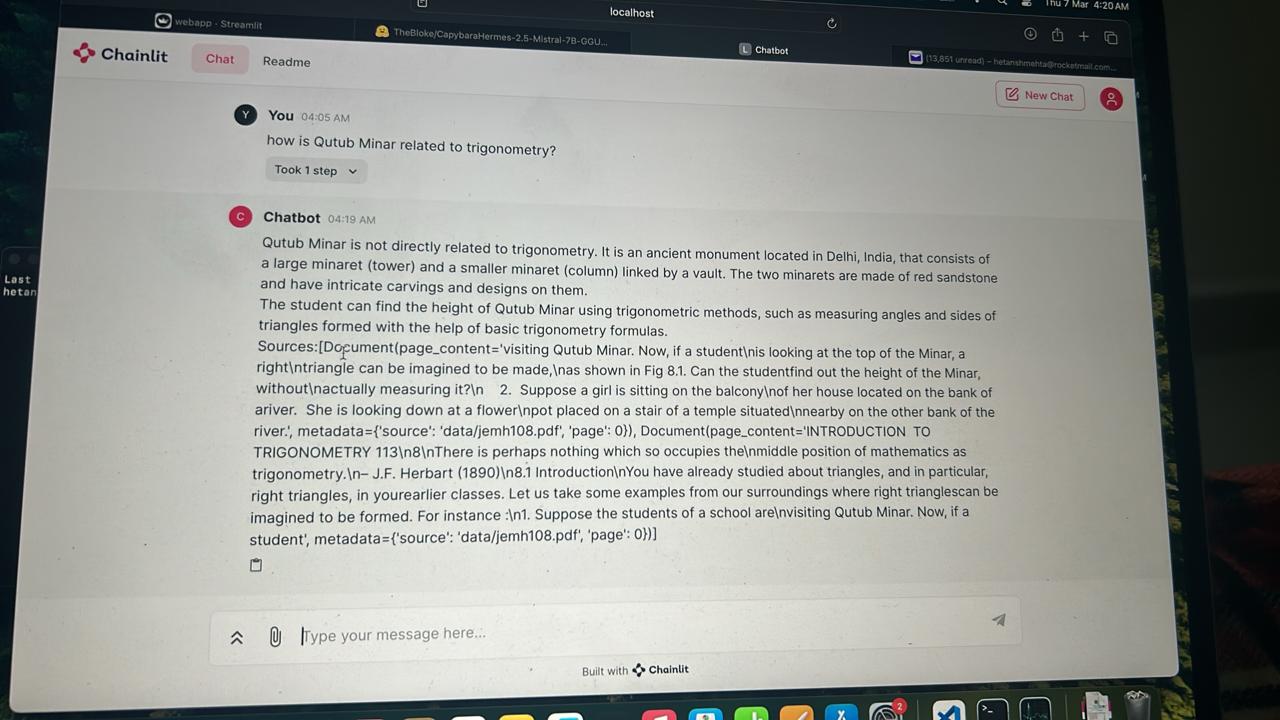 localhost
Thu 7 Mar 4:20 AM
webapp - Streamlit
TheBloke/CapybaraHermes-2.5-Mistral-7B-GGU...
L Chatbot
(13,851 unread) – hetanshmehta@rocketmail.com...
Chainlit
Chat
Readme
New Chat
Y You 04:05 AM
how is Qutub Minar related to trigonometry?
Took 1 step
C Chatbot 04:19 AM
Qutub Minar is not directly related to trigonometry. It is an ancient monument located in Delhi, India, that consists of
a large minaret (tower) and a smaller minaret (column) linked by a vault. The two minarets are made of red sandstone
and have intricate carvings and designs on them.
The student can find the height of Qutub Minar using trigonometric methods, such as measuring angles and sides of
triangles formed with the help of basic trigonometry formulas.
Sources:[Document(page_content='visiting Qutub Minar. Now, if a student\nis looking at the top of the Minar, a
right\ntriangle can be imagined to be made,\nas shown in Fig 8.1. Can the studentfind out the height of the Minar,
without\nactually measuring it?\n 2. Suppose a girl is sitting on the balcony\nof her house located on the bank of
ariver. She is looking down at a flower\npot placed on a stair of a temple situated\nnearby on the other bank of the
river.', metadata={'source': 'data/jemh108.pdf', 'page': 0}), Document(page_content='INTRODUCTION TO
TRIGONOMETRY 113\n8\nThere is perhaps nothing which so occupies the\nmiddle position of mathematics as
trigonometry.\n– J.F. Herbart (1890)\n8.1 Introduction\nYou have already studied about triangles, and in particular,
right triangles, in yourearlier classes. Let us take some examples from our surroundings where right trianglescan be
imagined to be formed. For instance :\n1. Suppose the students of a school are\nvisiting Qutub Minar. Now, if a
student', metadata={'source': 'data/jemh108.pdf', 'page': 0})]
Last
hetan
Type your message here...
Built with Chainlit
2